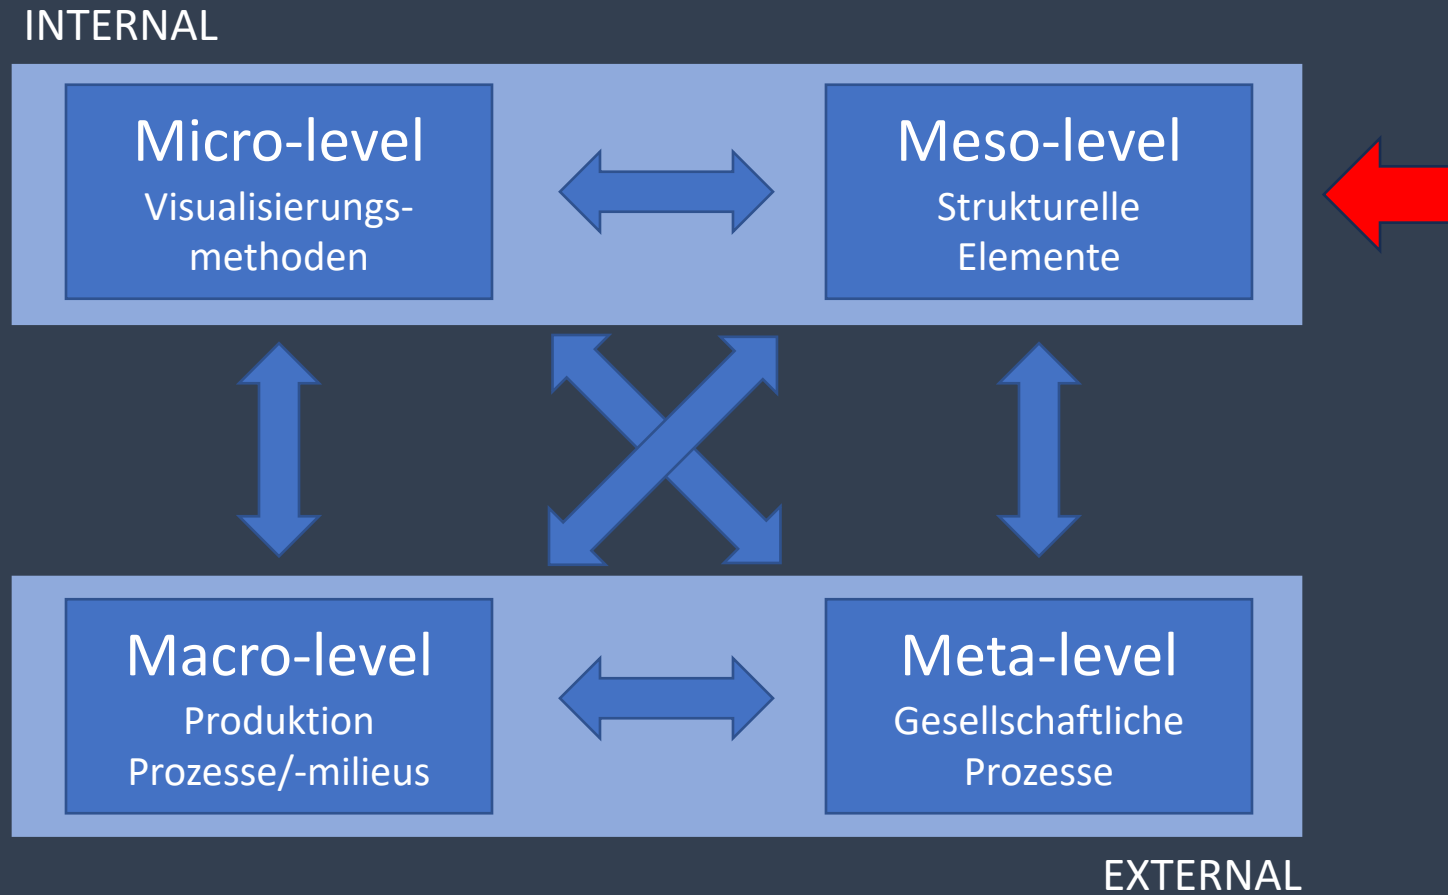 INTERNAL
Micro-level
Visualisierungs-
methoden
Meso-level
Strukturelle
Elemente
Macro-level
Produktion
Prozesse/-milieus
Meta-level
Gesellschaftliche
Prozesse
EXTERNAL